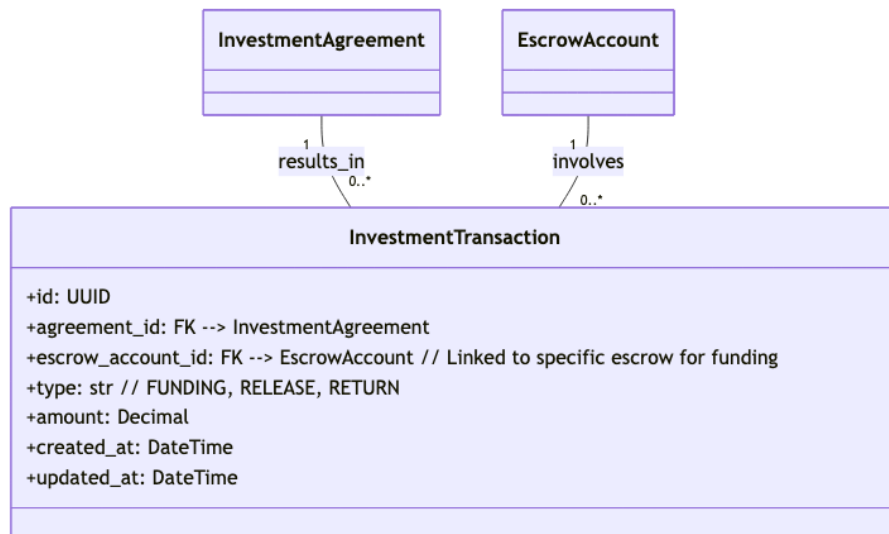 InvestmentAgreement
EscrowAccount
1
results_in
0..*
1
involves
0..*
InvestmentTransaction
+id: UUID
+agreement_id: FK --> InvestmentAgreement
+escrow_account_id: FK --> EscrowAccount // Linked to specific escrow for funding
+type: str // FUNDING, RELEASE, RETURN
+amount: Decimal
+created_at: DateTime
+updated_at: DateTime